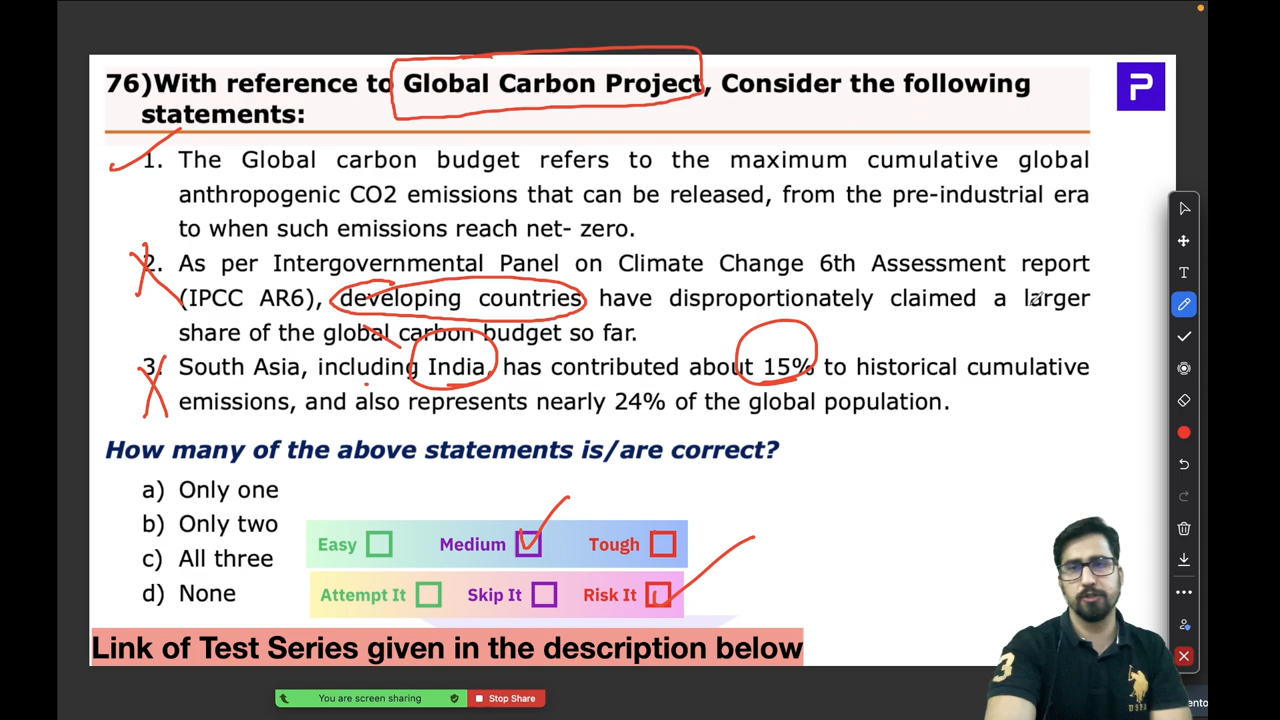 76)With reference to Global Carbon Project, Consider the following
statements:
1. The Global carbon budget refers to the maximum cumulative global
anthropogenic CO2 emissions that can be released, from the pre-industrial era
to when such emissions reach net- zero.
2. As per Intergovernmental Panel on Climate Change 6th Assessment report
(IPCC AR6), developing countries have disproportionately claimed a larger
share of the global carbon budget so far.
3. South Asia, including India, has contributed about 15% to historical cumulative
emissions, and also represents nearly 24% of the global population.
How many of the above statements is/are correct?
a) Only one
b) Only two
c) All three
d) None
Easy Medium Tough
Attempt It Skip It Risk It
Link of Test Series given in the description below
You are screen sharing Stop Share
3